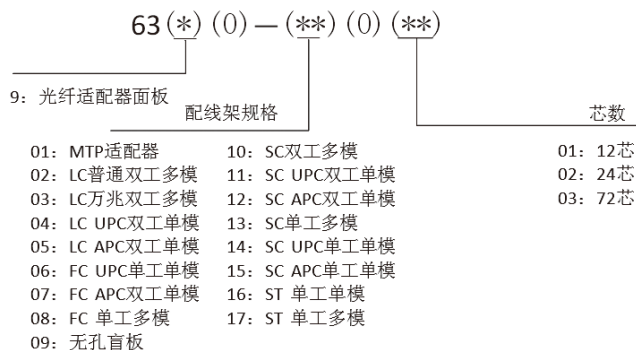 63(*)(0)—(**)(0)(**)
9：光纤适配器面板
配线架规格
芯数
01：MTP适配器
02：LC普通双工多模
03：LC万兆双工多模
04：LC UPC双工单模
05：LC APC双工单模
06：FC UPC单工单模
07：FC APC双工单模
08：FC 单工多模
09：无孔盲板
10：SC双工多模
11：SC UPC双工单模
12：SC APC双工单模
13：SC单工多模
14：SC UPC单工单模
15：SC APC单工单模
16：ST 单工单模
17：ST 单工多模
01：12芯
02：24芯
03：72芯